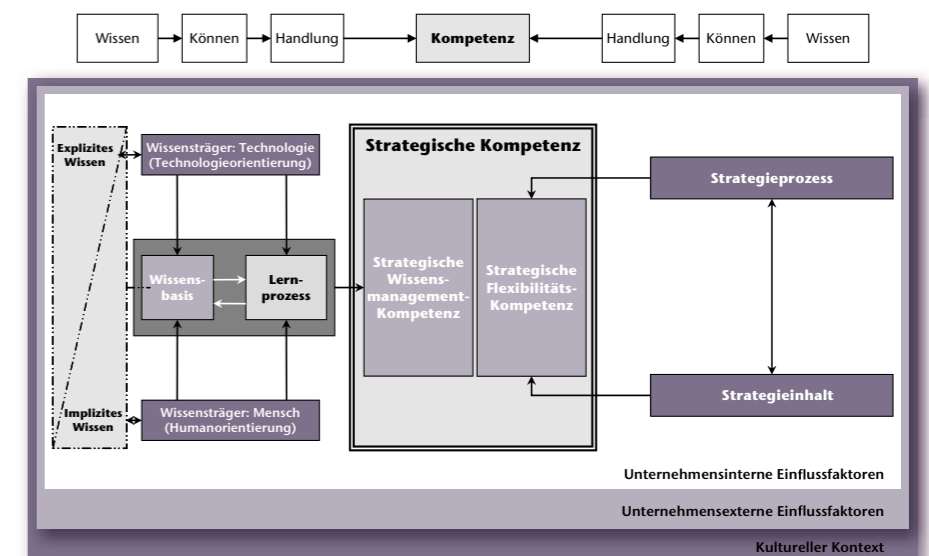 Wissen
Können
Handlung
Kompetenz
Handlung
Können
Wissen
Explizites
Wissen
Wissensträger: Technologie
(Technologieorientierung)
Strategische Kompetenz
Strategieprozess
Wissens-
basis
Lern-
prozess
Strategische
Wissens-
management-
Kompetenz
Strategische
Flexibilitäts-
Kompetenz
Implizites
Wissen
Wissensträger: Mensch
(Humanorientierung)
Strategieinhalt
Unternehmensinterne Einflussfaktoren
Unternehmensexterne Einflussfaktoren
Kultureller Kontext